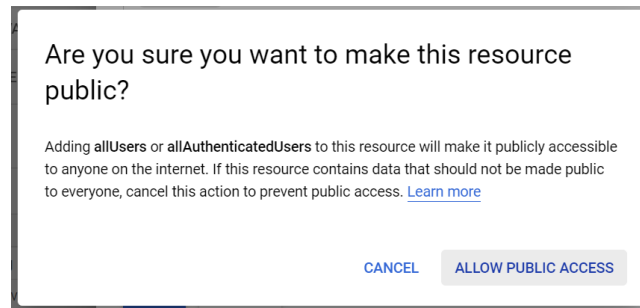 Are you sure you want to make this resource
public?
Adding allUsers or allAuthenticatedUsers to this resource will make it publicly accessible
to anyone on the internet. If this resource contains data that should not be made public
to everyone, cancel this action to prevent public access. Learn more
CANCEL ALLOW PUBLIC ACCESS